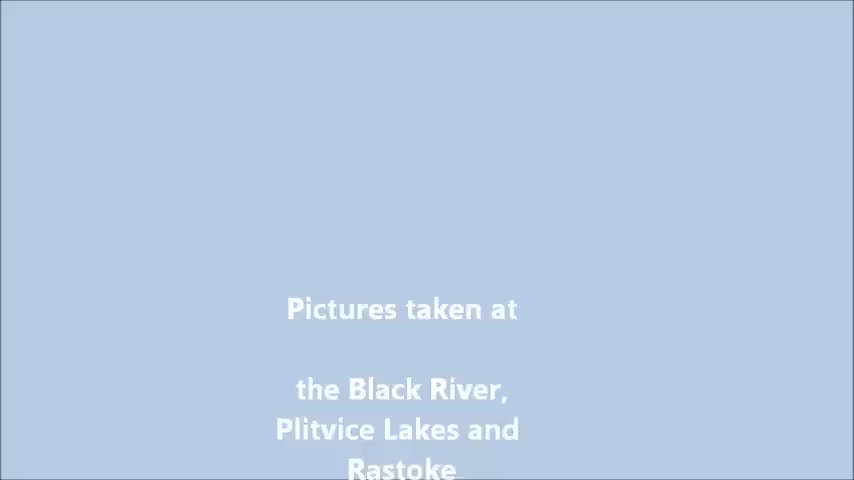 Pictures taken at
the Black River,
Plitvice Lakes and
Rastoke